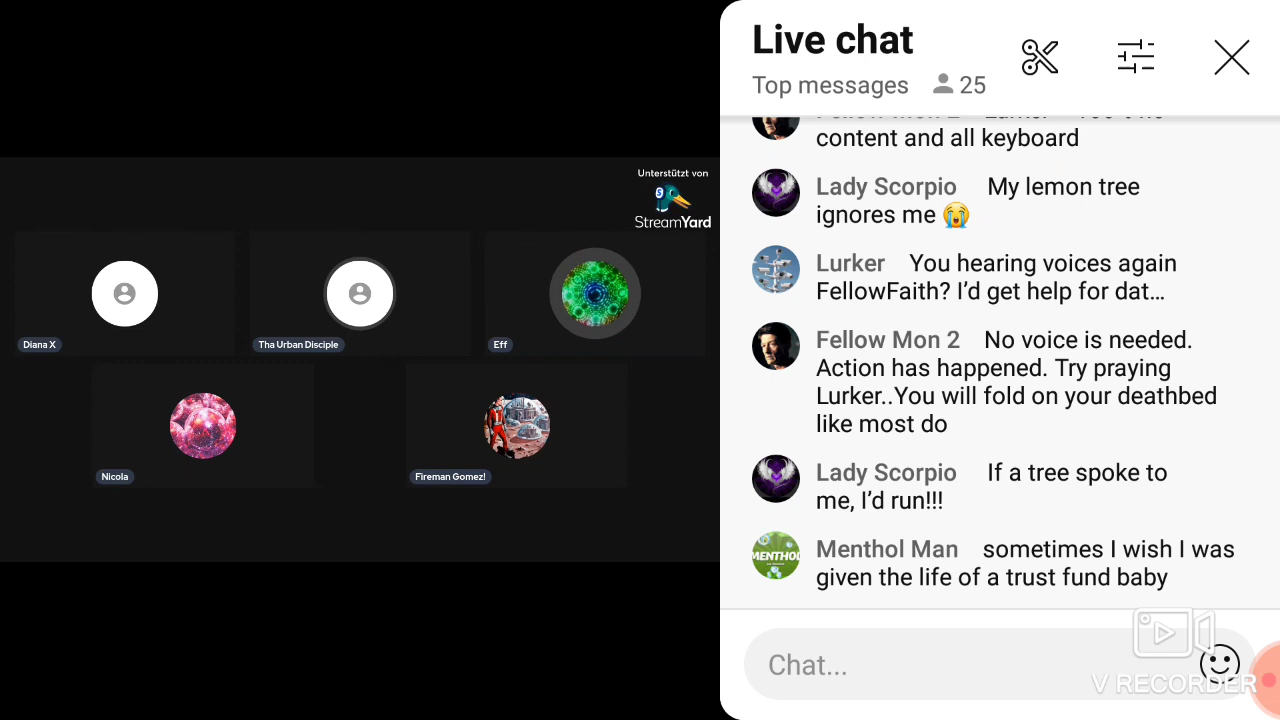 Unterstützt von
StreamYard
Diana X
Tha Urban Disciple
Eff
Nicola
Fireman Gomez!
Live chat
Top messages 25
content and all keyboard
Lady Scorpio My lemon tree
ignores me 😭
Lurker You hearing voices again
FellowFaith? I’d get help for dat…
Fellow Mon 2 No voice is needed.
Action has happened. Try praying
Lurker..You will fold on your deathbed
like most do
Lady Scorpio If a tree spoke to
me, I’d run!!!
MENTHOL
Menthol Man sometimes I wish I was
given the life of a trust fund baby
Chat...
V RECORDER